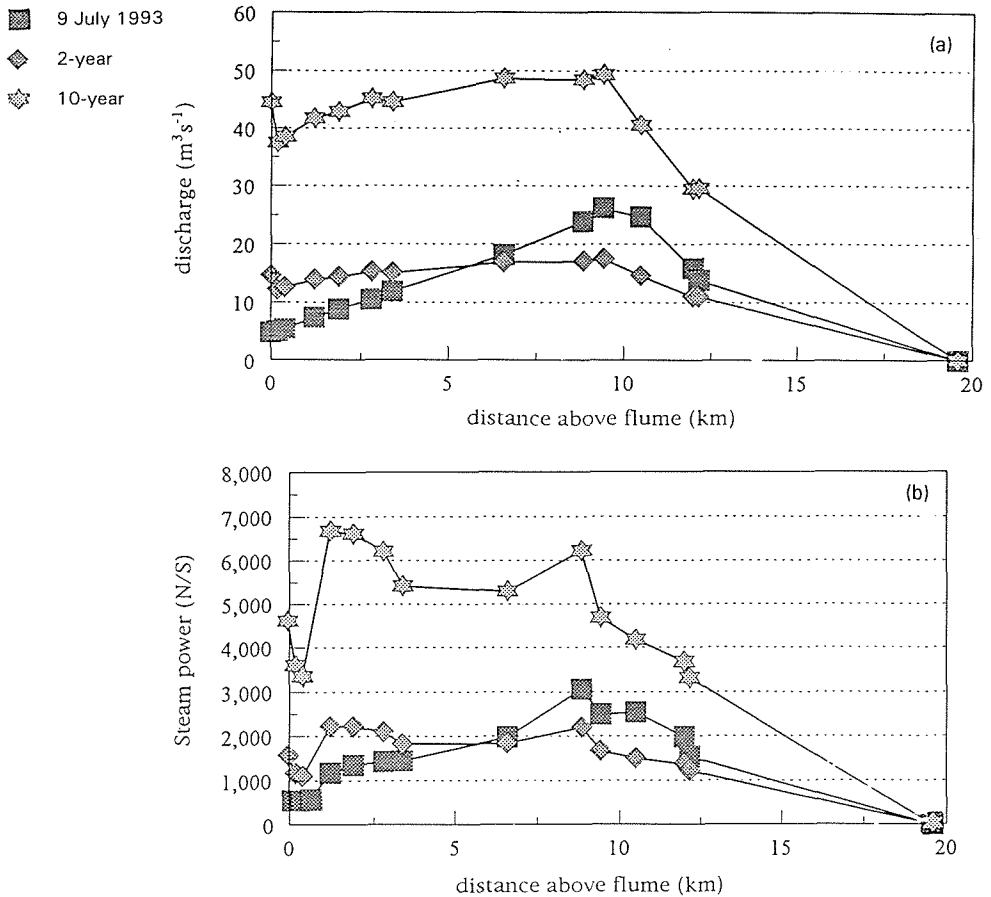 9 July 1993
2-year
10-year
(a)
discharge (m³ s⁻¹)
60
50
40
30
20
10
0
0 5 10 15 20
distance above flume (km)
(b)
Steam power (N/S)
8,000
7,000
6,000
5,000
4,000
3,000
2,000
1,000
0
0 5 10 15 20
distance above flume (km)